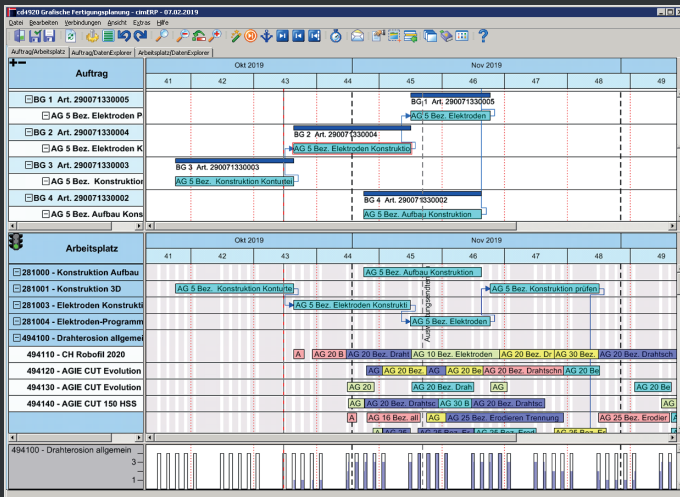 cd4920 Grafische Fertigungsplanung - cimERP - 07.02.2019
Datei Bearbeiten Verbindungen Ansicht Extras Hilfe
Auftrag/Arbeitsplatz Auftrag/DatenExplorer Arbeitsplatz/DatenExplorer
Auftrag
Okt 2019 Nov 2019
41 42 43 44 45 46 47 48 49
BG 1 Art. 290071330005
BG 1 Art. 290071330005
AG 5 Bez. Elektroden P
AG 5 Bez. Elektroden
BG 2 Art. 290071330004
BG 2 Art. 290071330004
AG 5 Bez. Elektroden K
AG 5 Bez. Elektroden Konstruktio
BG 3 Art. 290071330003
BG 3 Art. 290071330003
AG 5 Bez. Konstruktior
AG 5 Bez. Konstruktion Konturtei
BG 4 Art. 290071330002
BG 4 Art. 290071330002
AG 5 Bez. Aufbau Kons
AG 5 Bez. Aufbau Konstruktion
Arbeitsplatz
Okt 2019 Nov 2019
41 42 43 44 45 46 47 48 49
281000 - Konstruktion Aufbau
AG 5 Bez. Aufbau Konstruktion
281001 - Konstruktion 3D
AG 5 Bez. Konstruktion Konturte AG 5 Bez. Konstruktion prüfen
281003 - Elektroden Konstrukti
AG 5 Bez. Elektroden Konstrukti
281004 - Elektroden-Programm
AG 5 Bez. Elektroden
494100 - Drahterosion allgemei
494110 - CH Robofil 2020
A AG 20 B AG 20 Bez. Draht AG 10 Bez. Elektroden AG 20 Bez. Dr AG 30 Bez. AG 20 Bez. Drahtsch
494120 - AGIE CUT Evolution
AG AG 20 Bez. AG AG 20 Be AG 20 Bez. Drahtschn AG 20 Be
494130 - AGIE CUT Evolution
AG 20 AG 20 Bez. Drah AG AG 20 Be
494140 - AGIE CUT 150 HSS
AG AG 20 Bez. Drahtsc AG 30 B AG 20 Bez. Drahtsc AG
A AG 16 Bez. all AG AG 25 Bez. Erodieren Trennung AG 25 Bez. Erodier
494100 - Drahterosion allgemein
3
1